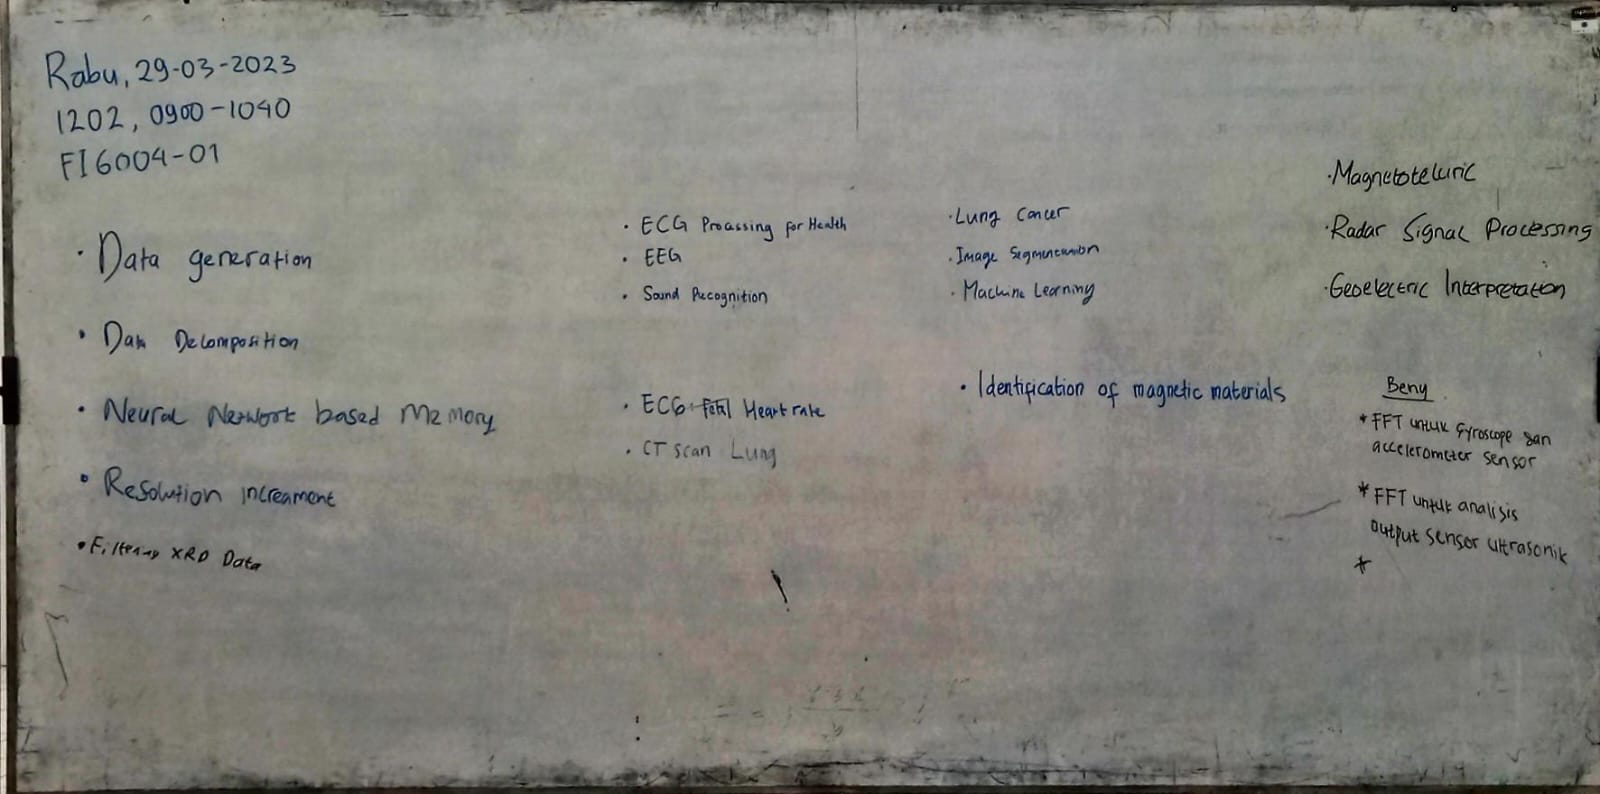 Rabu, 29-03-2023
1202, 0900-1040
FI6004-01
· Data generation
· Data Decomposition
· Neural Network based Memory
· Resolution increament
· Filtering XRD Data
· ECG Processing for Health
· EEG
· Sound Recognition
· ECG Fetal Heart rate
· CT scan Lung
· Lung Cancer
· Image Segmentation
· Machine Learning
· Identification of magnetic materials
· Magnetotelluric
· Radar Signal Processing
· Geoelectric Interpretation
Beny
* FFT untuk gyroscope dan
accelerometer sensor
* FFT untuk analisis
output sensor ultrasonik
*